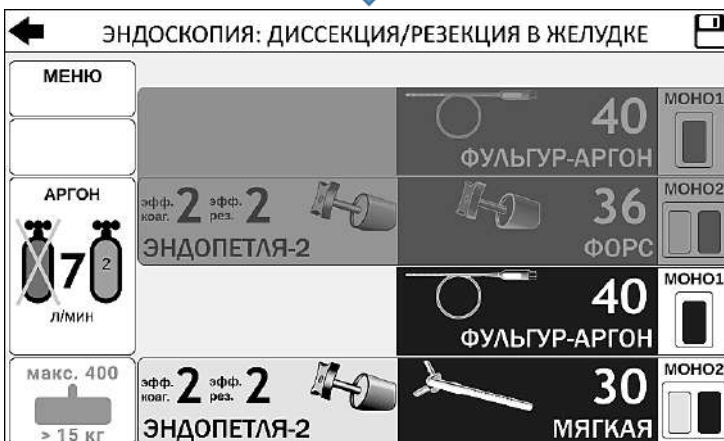 ЭНДОСКОПИЯ: ДИССЕКЦИЯ/РЕЗЕКЦИЯ В ЖЕЛУДКЕ
МЕНЮ
АРГОН
7
2
л/мин
макс. 400
> 15 кг
40
ФУЛЬГУР-АРГОН
МОНО1
эфф. коаг. 2 эфф. рез. 2
ЭНДОПЕТЛЯ-2
36
ФОРС
МОНО2
40
ФУЛЬГУР-АРГОН
МОНО1
эфф. коаг. 2 эфф. рез. 2
ЭНДОПЕТЛЯ-2
30
МЯГКАЯ
МОНО2